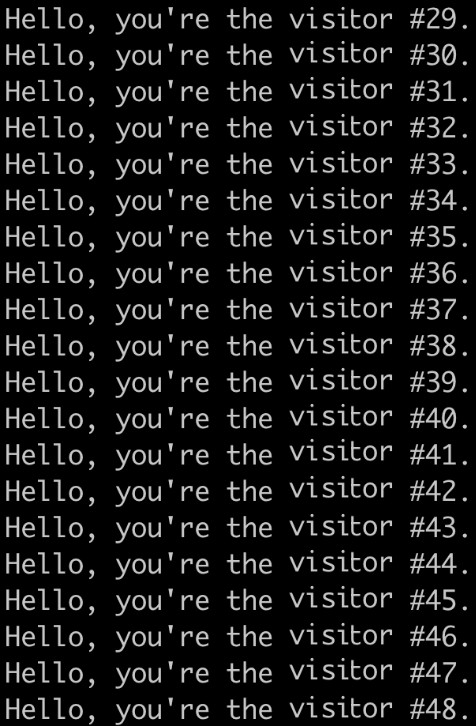 Hello, you're the visitor #29.
Hello, you're the visitor #30.
Hello, you're the visitor #31.
Hello, you're the visitor #32.
Hello, you're the visitor #33.
Hello, you're the visitor #34.
Hello, you're the visitor #35.
Hello, you're the visitor #36.
Hello, you're the visitor #37.
Hello, you're the visitor #38.
Hello, you're the visitor #39.
Hello, you're the visitor #40.
Hello, you're the visitor #41.
Hello, you're the visitor #42.
Hello, you're the visitor #43.
Hello, you're the visitor #44.
Hello, you're the visitor #45.
Hello, you're the visitor #46.
Hello, you're the visitor #47.
Hello, you're the visitor #48.